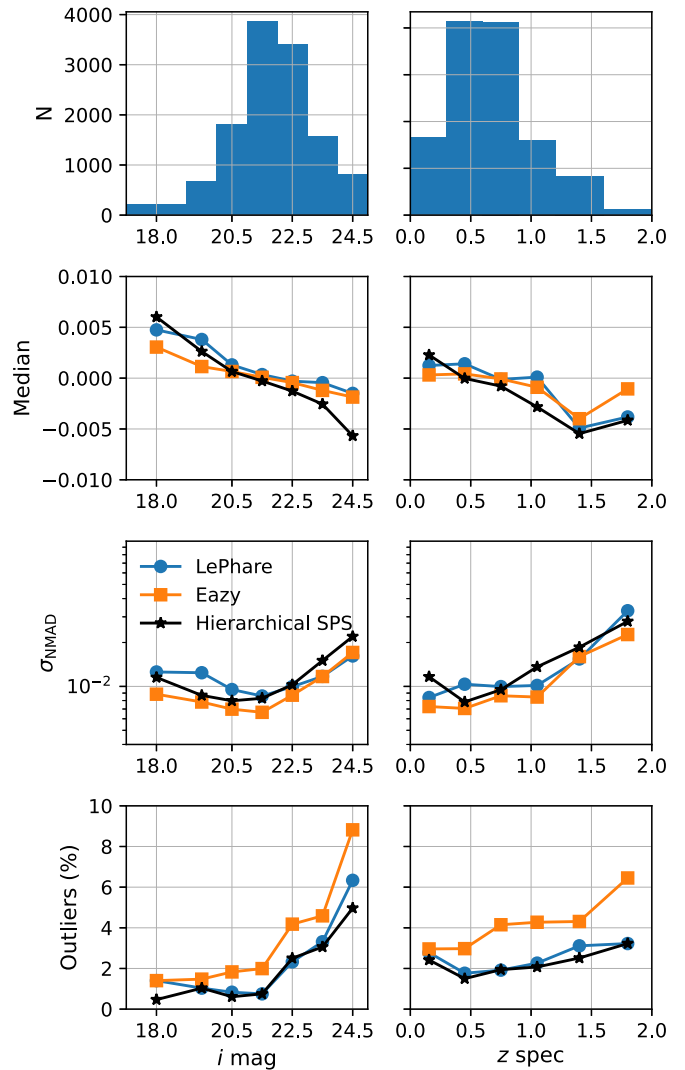 4000
3000
2000
1000
0
N
18.0 20.5 22.5 24.5
0.0 0.5 1.0 1.5 2.0
0.010
0.005
0.000
−0.005
−0.010
Median
18.0 20.5 22.5 24.5
0.0 0.5 1.0 1.5 2.0
LePhare
Eazy
Hierarchical SPS
10⁻²
σNMAD
18.0 20.5 22.5 24.5
0.0 0.5 1.0 1.5 2.0
10
8
6
4
2
0
Outliers (%)
18.0 20.5 22.5 24.5
0.0 0.5 1.0 1.5 2.0
i mag
z spec